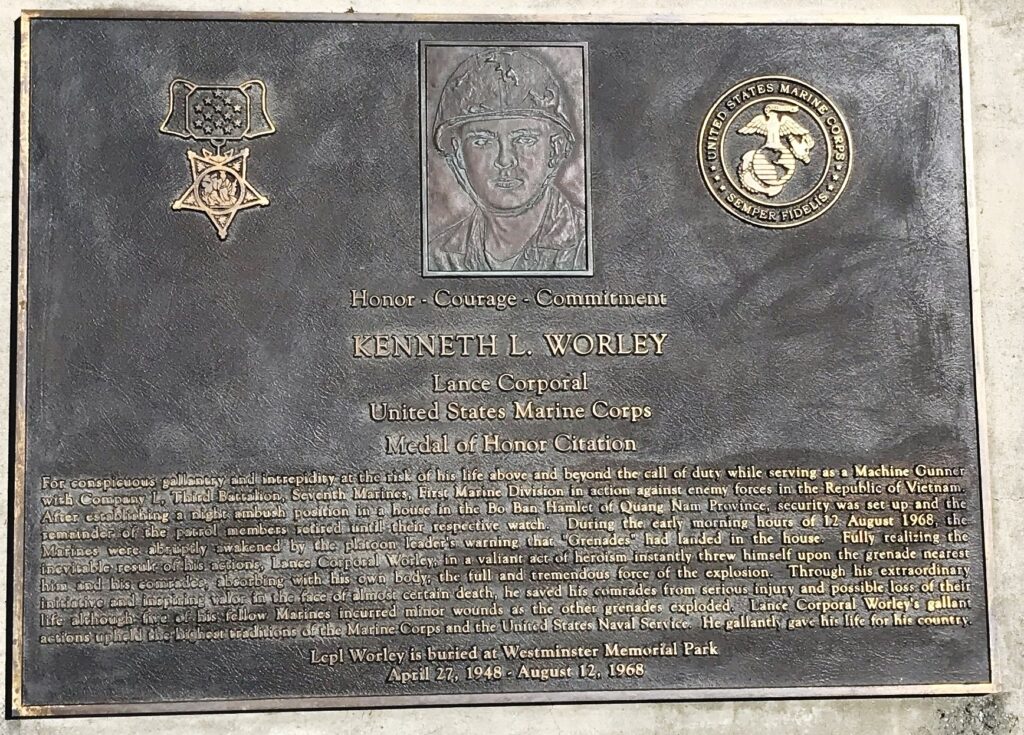 UNITED STATES MARINE CORPS
SEMPER FIDELIS
Honor - Courage - Commitment
KENNETH L. WORLEY
Lance Corporal
United States Marine Corps
Medal of Honor Citation
For conspicuous gallantry and intrepidity at the risk of his life above and beyond the call of duty while serving as a Machine Gunner
with Company L, Third Battalion, Seventh Marines, First Marine Division in action against enemy forces in the Republic of Vietnam.
After establishing a night ambush position in a house in the Bo Ban Hamlet of Quang Nam Province, security was set up and the
remainder of the patrol members retired until their respective watch. During the early morning hours of 12 August 1968, the
Marines were abruptly awakened by the platoon leader's warning that "Grenades" had landed in the house. Fully realizing the
inevitable result of his actions, Lance Corporal Worley, in a valiant act of heroism instantly threw himself upon the grenade nearest
him and his comrades, absorbing with his own body, the full and tremendous force of the explosion. Through his extraordinary
initiative and inspiring valor in the face of almost certain death, he saved his comrades from serious injury and possible loss of their
life although five of his fellow Marines incurred minor wounds as the other grenades exploded. Lance Corporal Worley's gallant
actions upheld the highest traditions of the Marine Corps and the United States Naval Service. He gallantly gave his life for his country.
Lcpl Worley is buried at Westminster Memorial Park
April 27, 1948 - August 12, 1968